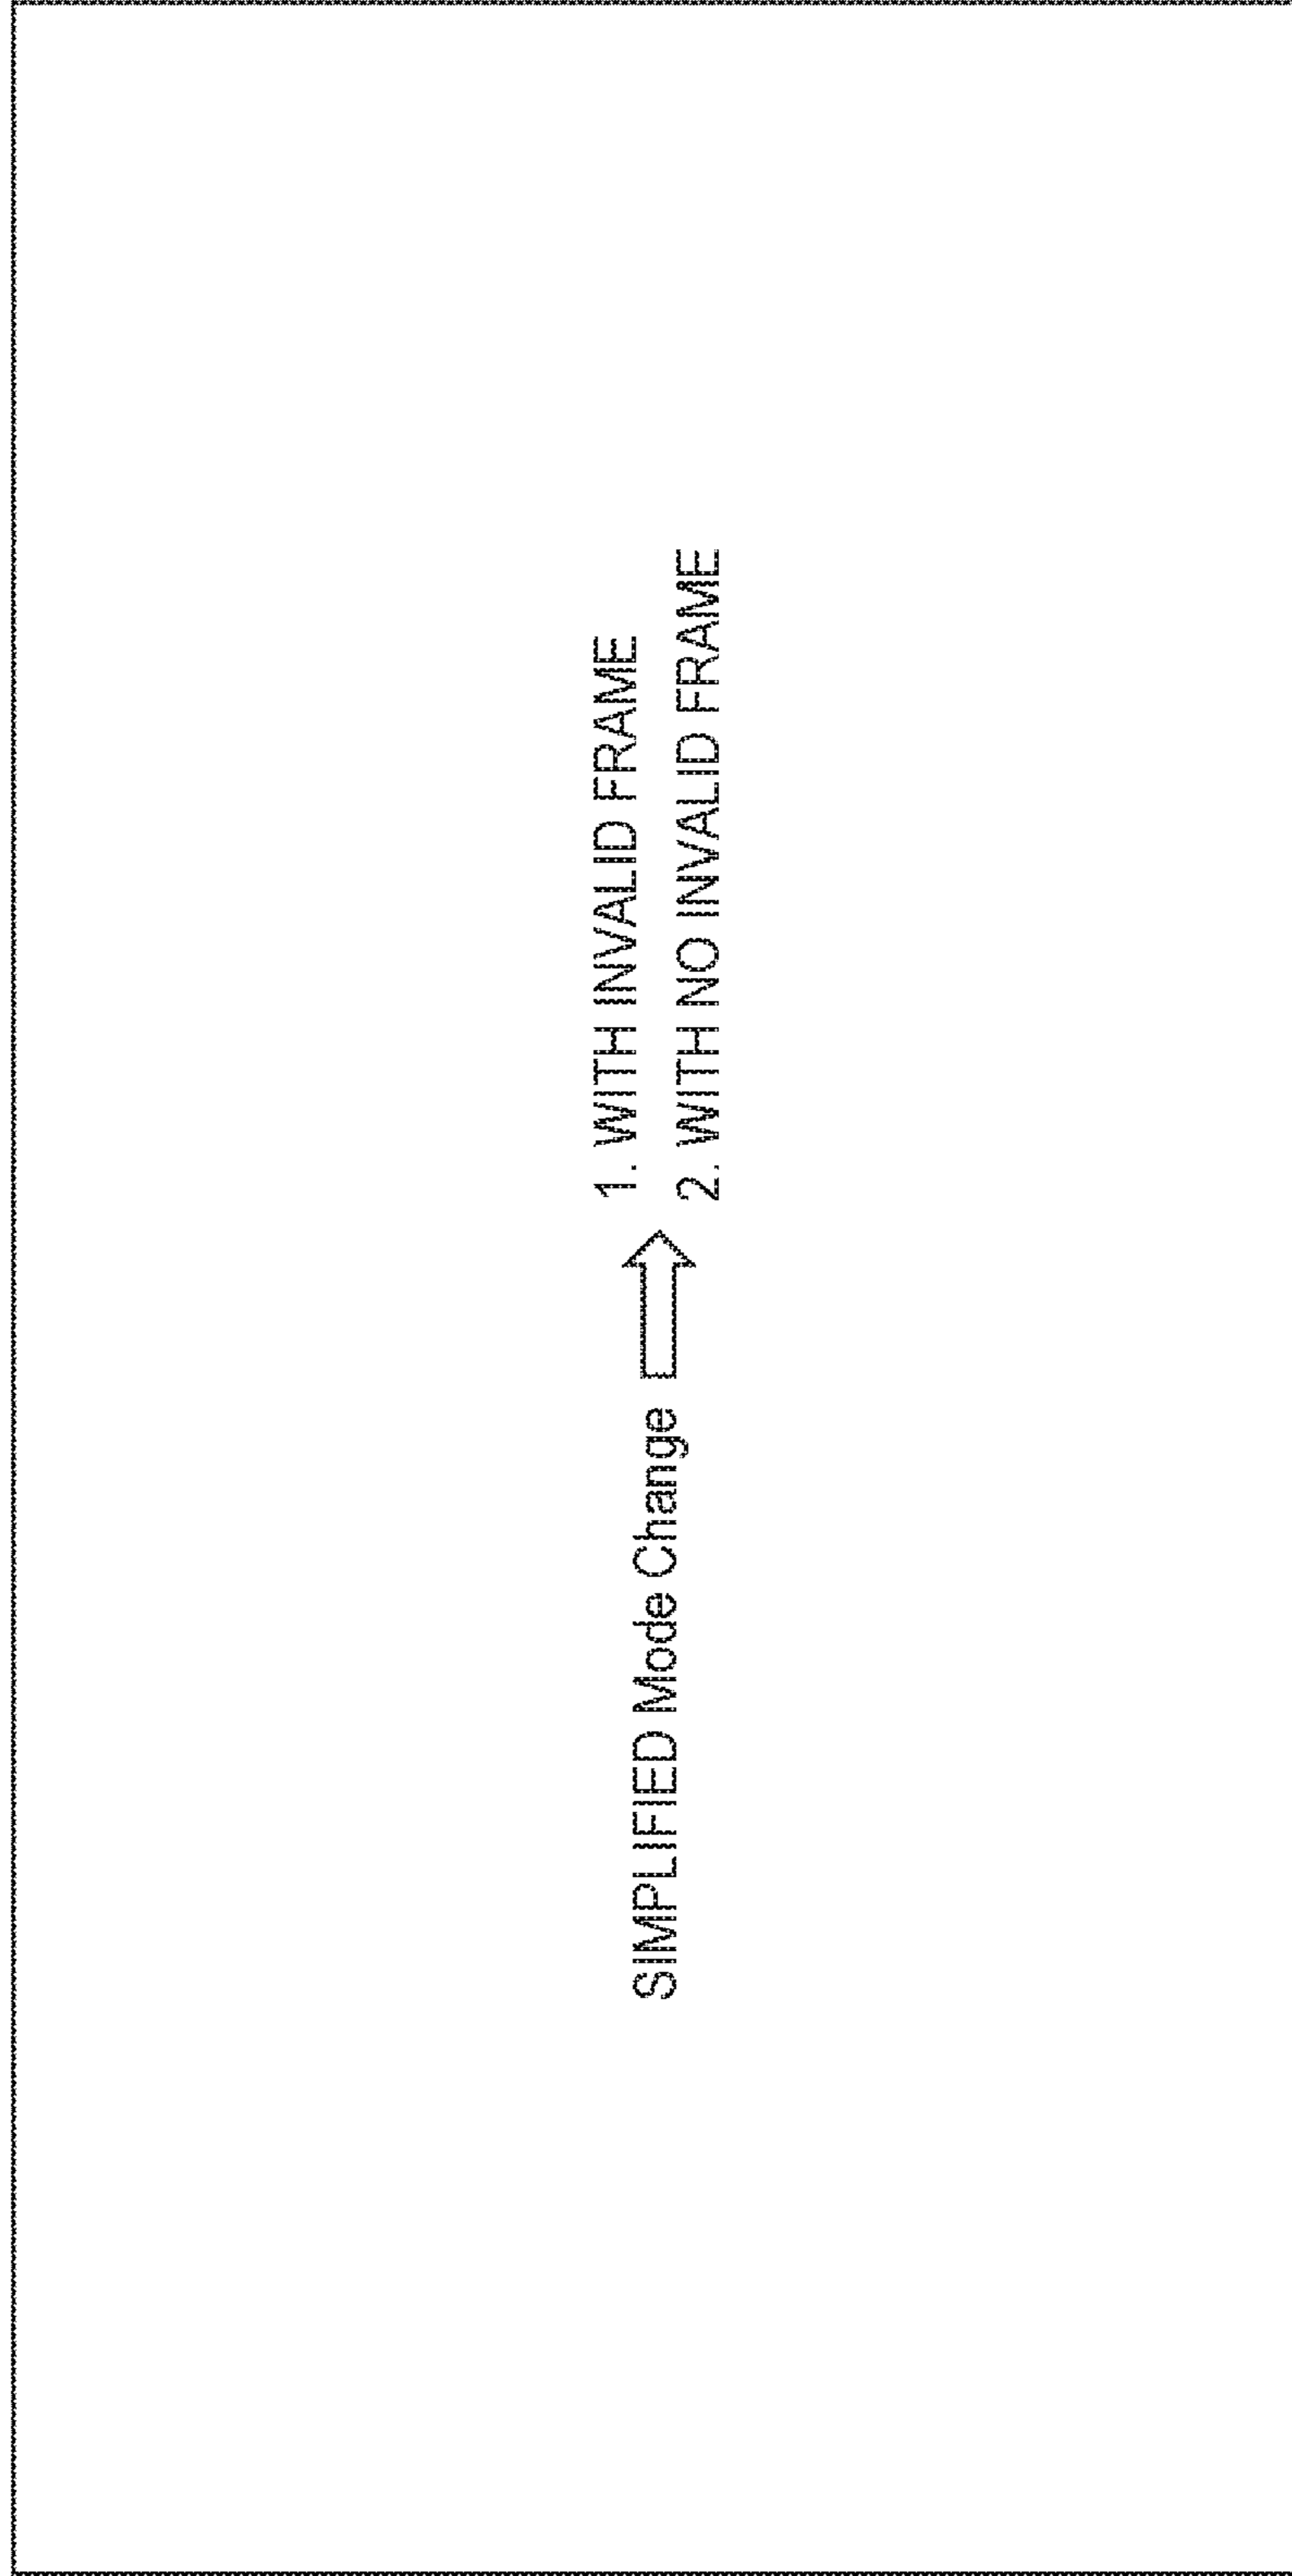 SIMPLIFIED Mode Change
1. WITH INVALID FRAME
2. WITH NO INVALID FRAME